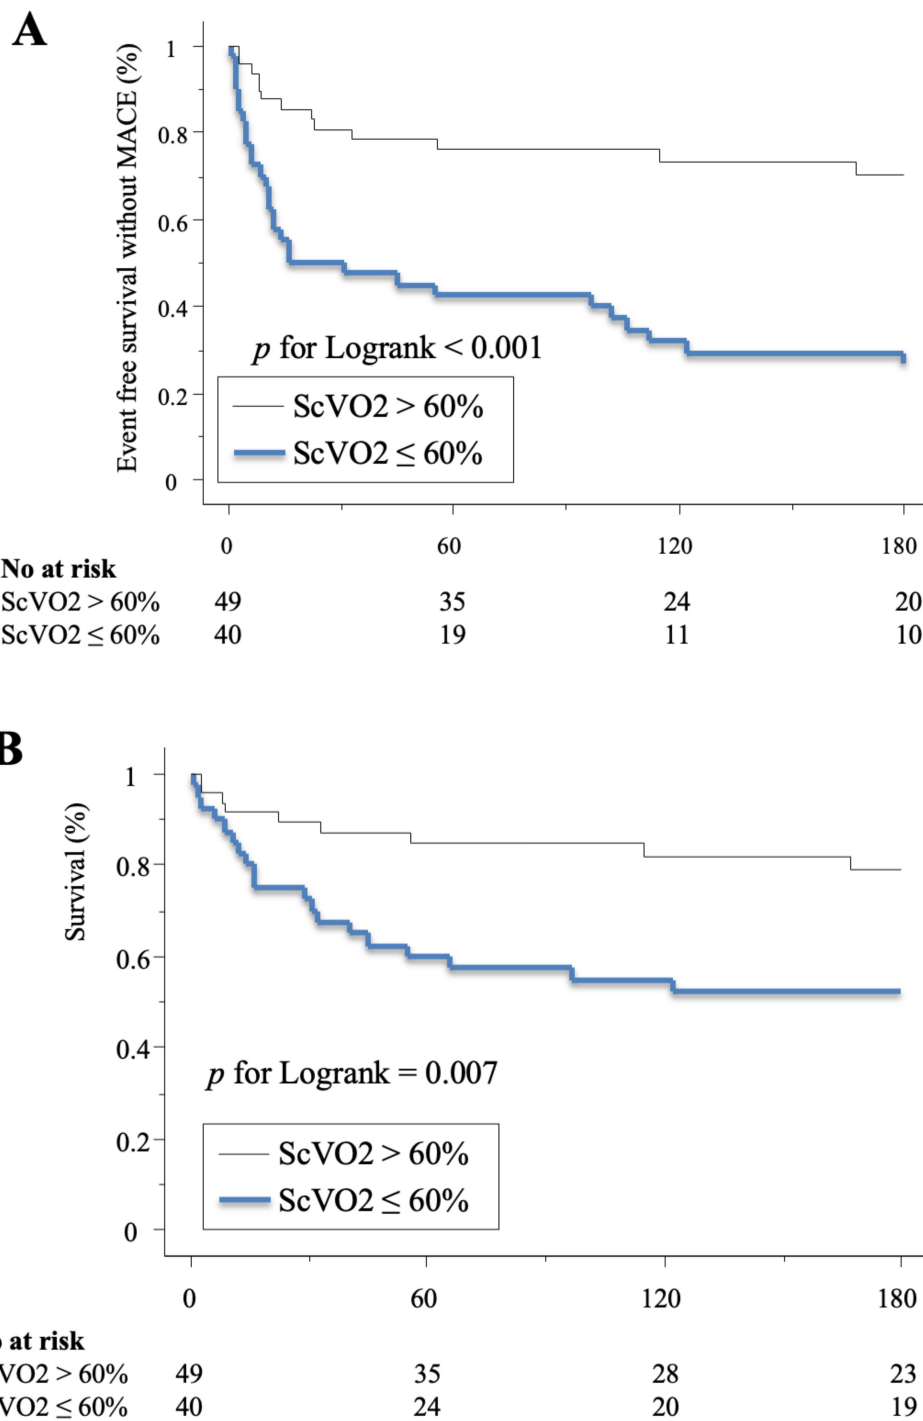 A
Event free survival without MACE (%)
1
0.8
0.6
0.4
0.2
0
p for Logrank < 0.001
ScVO2 > 60%
ScVO2 ≤ 60%
0 60 120 180
No at risk
ScVO2 > 60% 49 35 24 20
ScVO2 ≤ 60% 40 19 11 10
B
Survival (%)
1
0.8
0.6
0.4
0.2
0
p for Logrank = 0.007
ScVO2 > 60%
ScVO2 ≤ 60%
0 60 120 180
at risk
VO2 > 60% 49 35 28 23
VO2 ≤ 60% 40 24 20 19